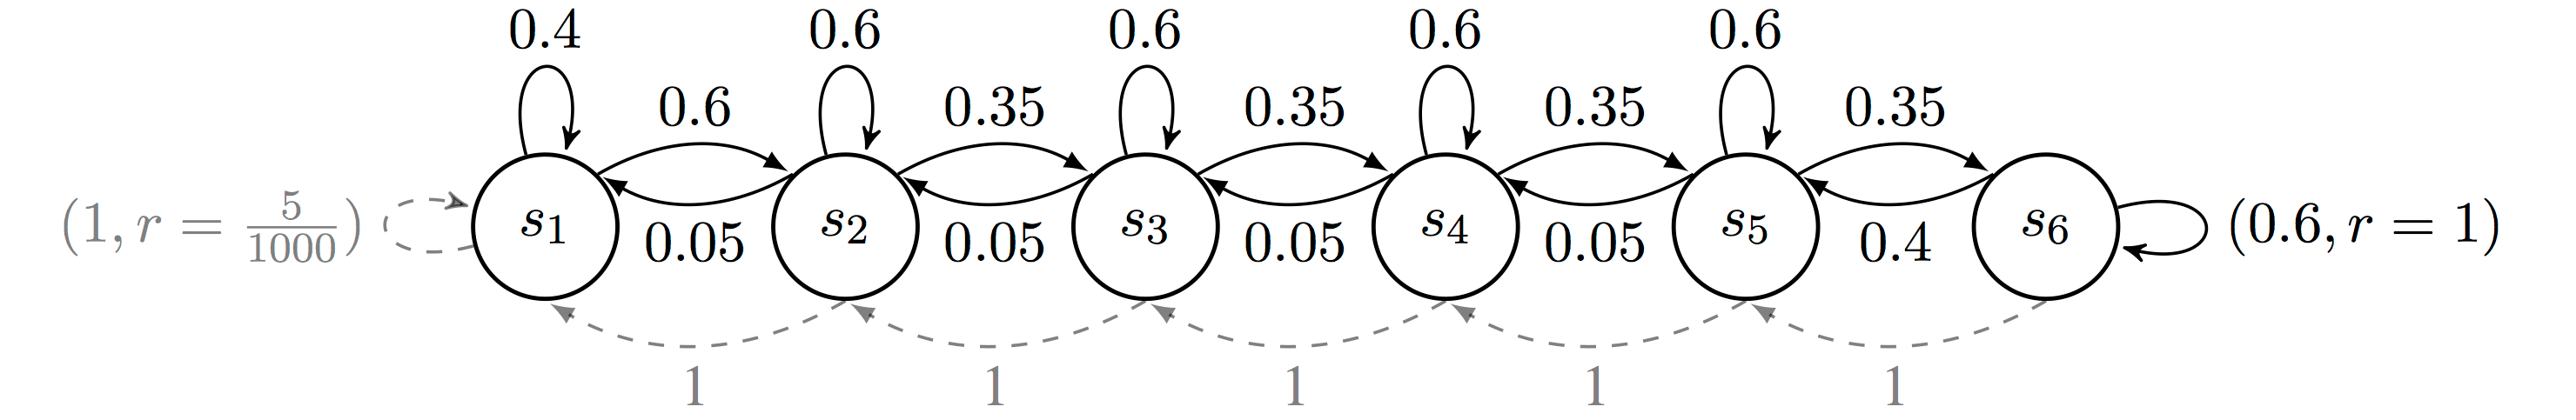 0.4 0.6 0.6 0.6 0.6
0.6 0.35 0.35 0.35 0.35
(1, r = 5/1000) s1 s2 s3 s4 s5 s6 (0.6, r = 1)
0.05 0.05 0.05 0.05 0.4
1 1 1 1 1